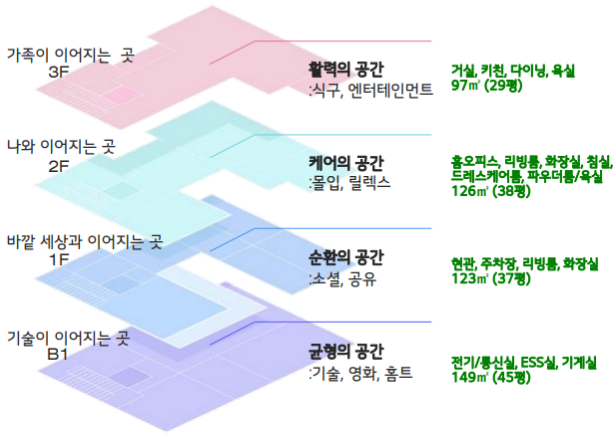 가족이 이어지는 곳
3F
활력의 공간
:식구, 엔터테인먼트
거실, 키친, 다이닝, 욕실
97㎡ (29평)
나와 이어지는 곳
2F
케어의 공간
:몰입, 릴렉스
홈오피스, 리빙룸, 화장실, 침실,
드레스케어룸, 파우더룸/욕실
126㎡ (38평)
바깥 세상과 이어지는 곳
1F
순환의 공간
:소셜, 공유
현관, 주차장, 리빙룸, 화장실
123㎡ (37평)
기술이 이어지는 곳
B1
균형의 공간
:기술, 영화, 홈트
전기/통신실, ESS실, 기계실
149㎡ (45평)